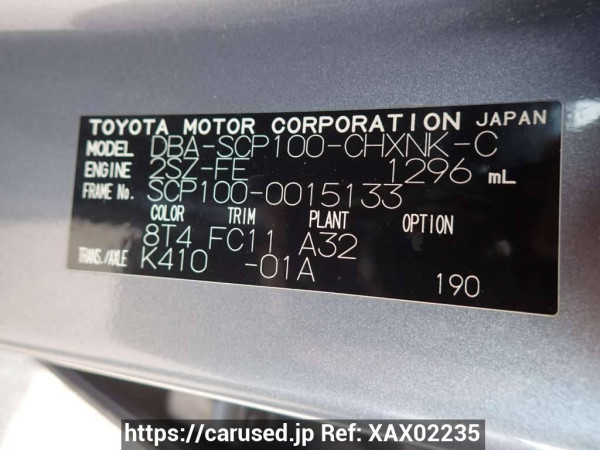 TOYOTA MOTOR CORPORATION JAPAN
MODEL DBA-SCP100-CHXNK-C
ENGINE 2SZ-FE 1296 mL
FRAME No. SCP100-0015133
COLOR TRIM PLANT OPTION
8T4 FC11 A32
TRANS./AXLE K410 -01A
190
https://carused.jp Ref: XAX02235